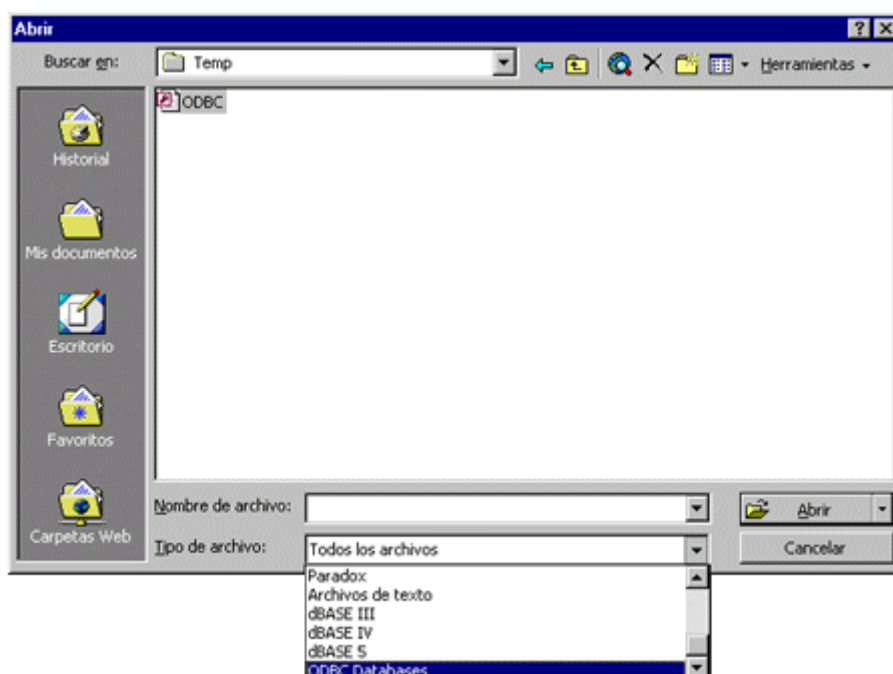 Abrir
Buscar en: Temp Herramientas
ODBC
Historial
Mis documentos
Escritorio
Favoritos
Carpetas Web
Nombre de archivo: Abrir
Tipo de archivo: Todos los archivos Cancelar
Paradox
Archivos de texto
dBASE III
dBASE IV
dBASE 5
ODBC Databases